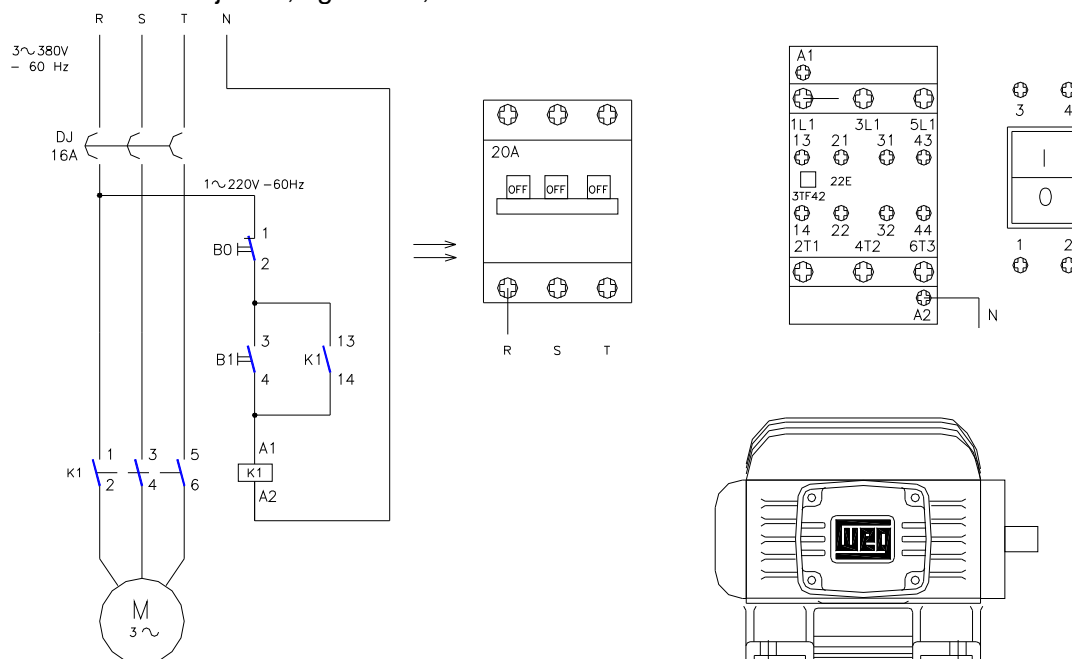 R S T N
3~380V
- 60 Hz
DJ
16A
1~220V-60Hz
B0
1
2
B1
3
4
K1
13
14
A1
K1
A2
K1
1
2
3
4
5
6
M
3~
20A
OFF OFF OFF
R S T
A1
1L1 3L1 5L1
13 21 31 43
22E
3TF42
14 22 32 44
2T1 4T2 6T3
A2
N
3 4
I
O
1 2
WEG